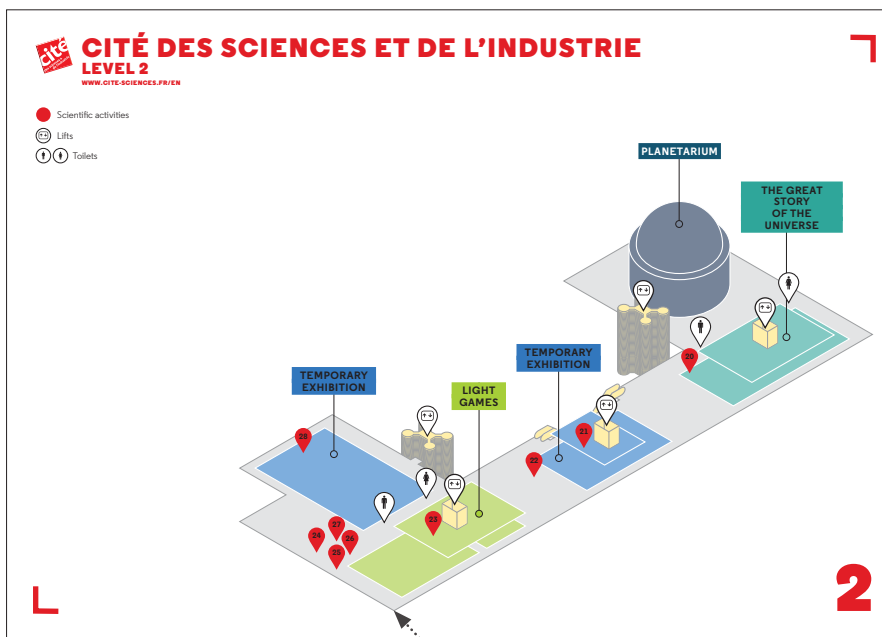 cité
CITÉ DES SCIENCES ET DE L'INDUSTRIE
LEVEL 2
WWW.CITE-SCIENCES.FR/EN
Scientific activities
Lifts
Toilets
PLANETARIUM
THE GREAT
STORY
OF THE
UNIVERSE
20
TEMPORARY
EXHIBITION
21
22
LIGHT
GAMES
23
TEMPORARY
EXHIBITION
28
27
24
26
25
2